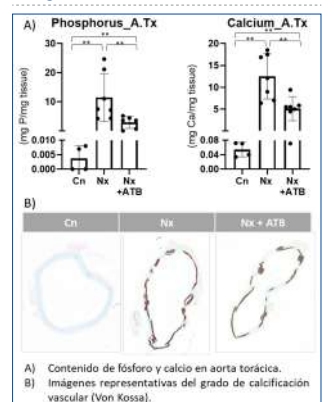 A)
Phosphorus_A.Tx
Calcium_A.Tx
**
**
**
**
**
**
(mg P/mg tissue)
30
20
10
0.010
0.005
0.000
Cn
Nx
Nx
+ATB
(mg Ca/mg tissue)
20
15
10
5
0.08
0.04
0.00
Cn
Nx
Nx
+ATB
B)
Cn
Nx
Nx + ATB
A) Contenido de fósforo y calcio en aorta torácica.
B) Imágenes representativas del grado de calcificación
vascular (Von Kossa).